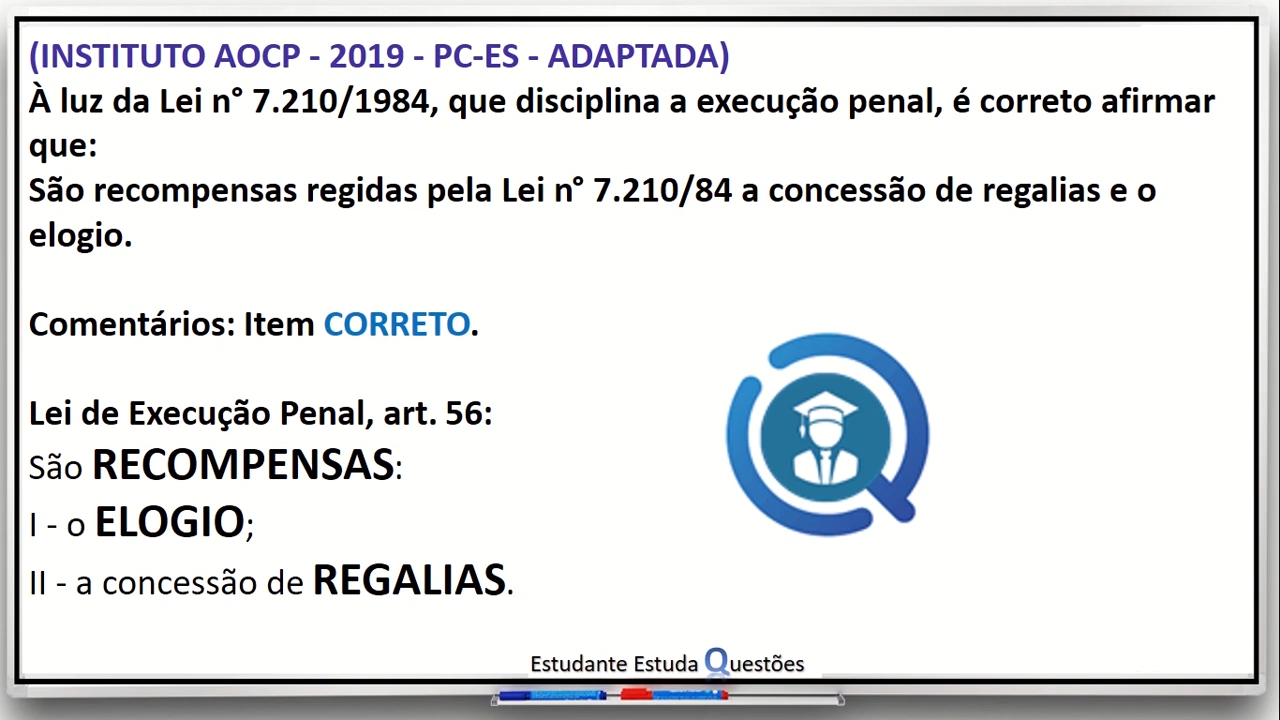 (INSTITUTO AOCP - 2019 - PC-ES - ADAPTADA)
À luz da Lei n° 7.210/1984, que disciplina a execução penal, é correto afirmar
que:
São recompensas regidas pela Lei n° 7.210/84 a concessão de regalias e o
elogio.
Comentários: Item CORRETO.
Lei de Execução Penal, art. 56:
São RECOMPENSAS:
I - o ELOGIO;
II - a concessão de REGALIAS.
Estudante Estuda Questões